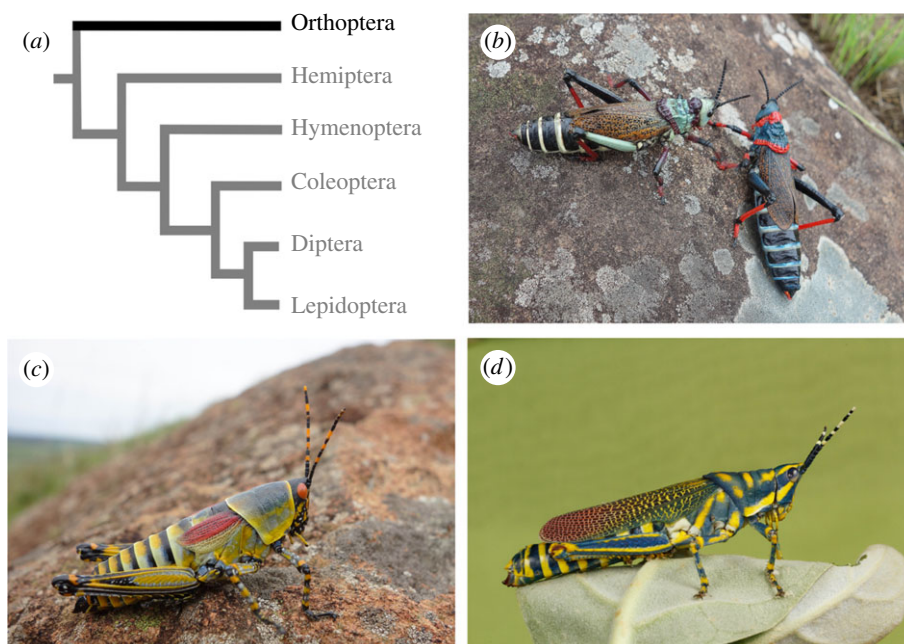 (a)
Orthoptera
Hemiptera
Hymenoptera
Coleoptera
Diptera
Lepidoptera
(b)
(c)
(d)